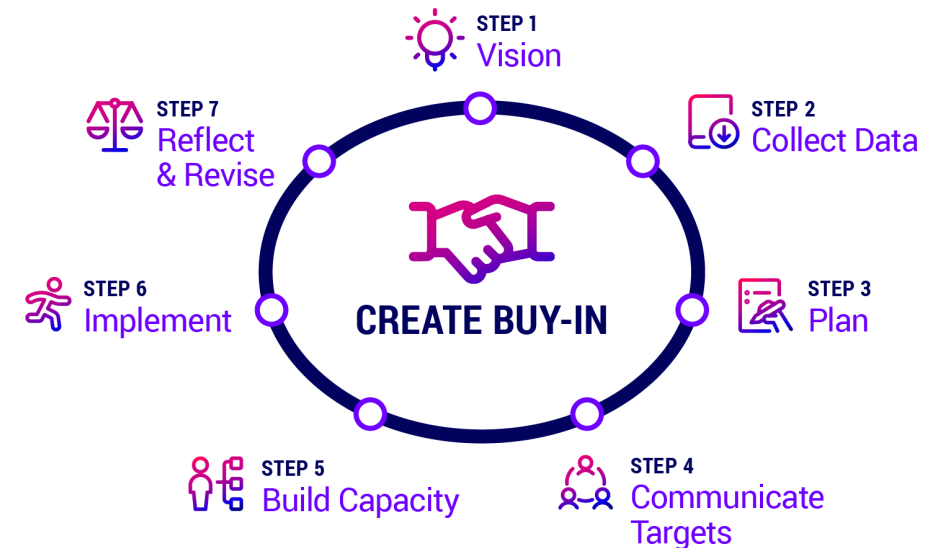 STEP 1
Vision
STEP 2
Collect Data
STEP 3
Plan
STEP 4
Communicate
Targets
STEP 5
Build Capacity
STEP 6
Implement
STEP 7
Reflect
& Revise
CREATE BUY-IN